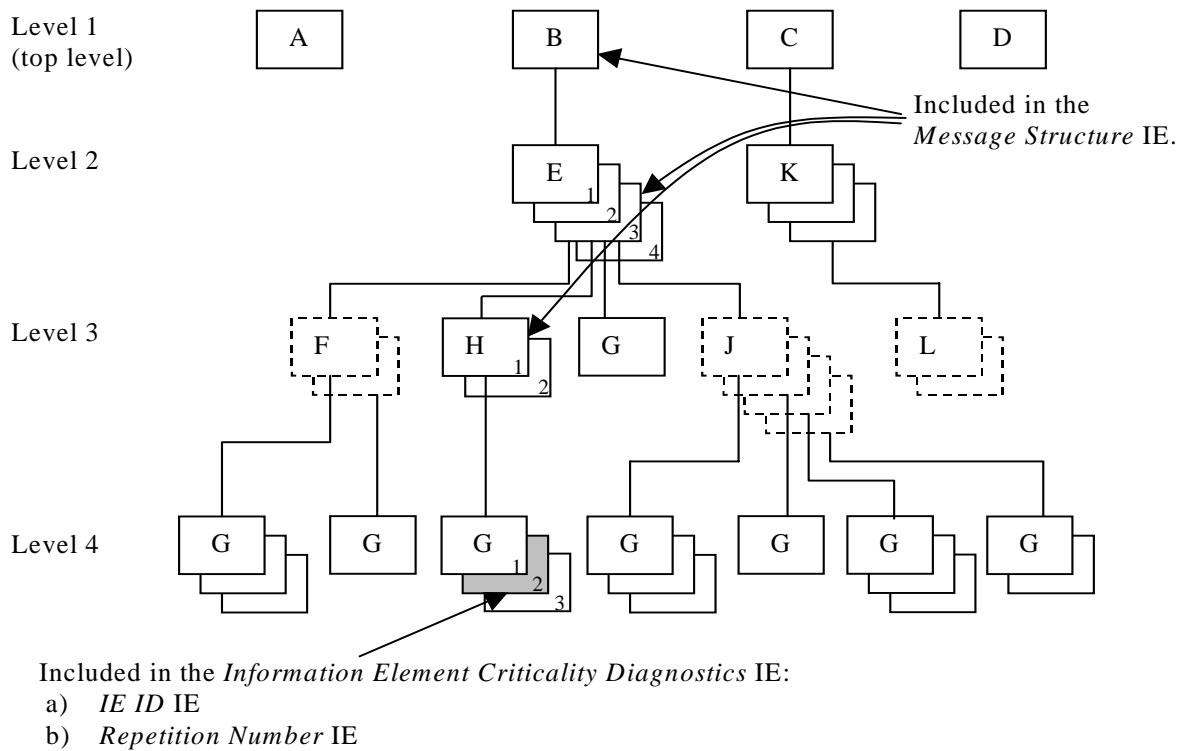 Level 1
(top level)
A
B
C
D
Included in the
Message Structure IE.
Level 2
E
1
2
3
4
K
Level 3
F
H
1
2
G
J
L
Level 4
G
G
G
1
2
3
G
G
G
G
Included in the Information Element Criticality Diagnostics IE:
a) IE ID IE
b) Repetition Number IE